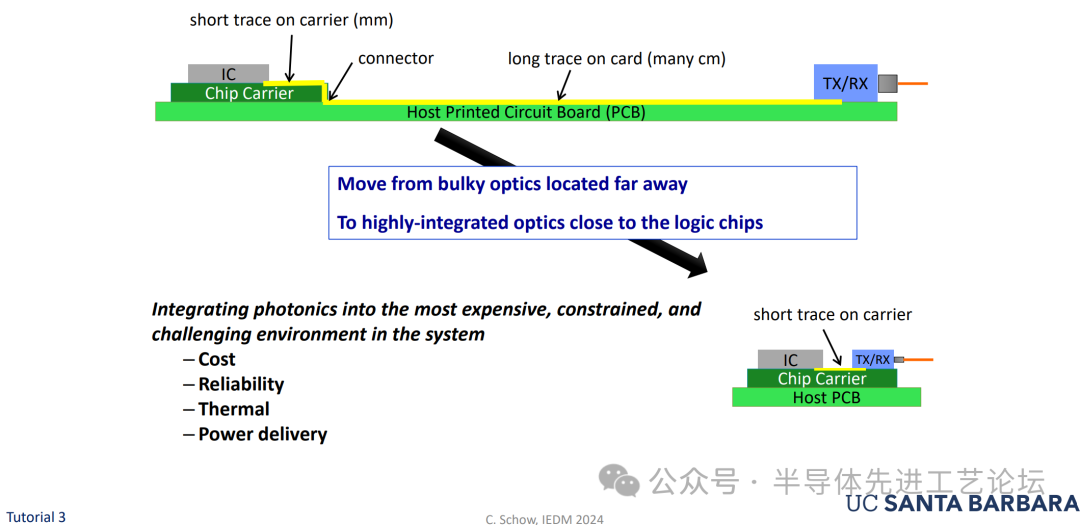 short trace on carrier (mm)
connector
long trace on card (many cm)
IC
TX/RX
Chip Carrier
Host Printed Circuit Board (PCB)
Move from bulky optics located far away
To highly-integrated optics close to the logic chips
Integrating photonics into the most expensive, constrained, and
challenging environment in the system
– Cost
– Reliability
– Thermal
– Power delivery
short trace on carrier
IC
TX/RX
Chip Carrier
Host PCB
公众号 · 半导体先进工艺论坛
UC SANTA BARBARA
Tutorial 3
C. Schow, IEDM 2024